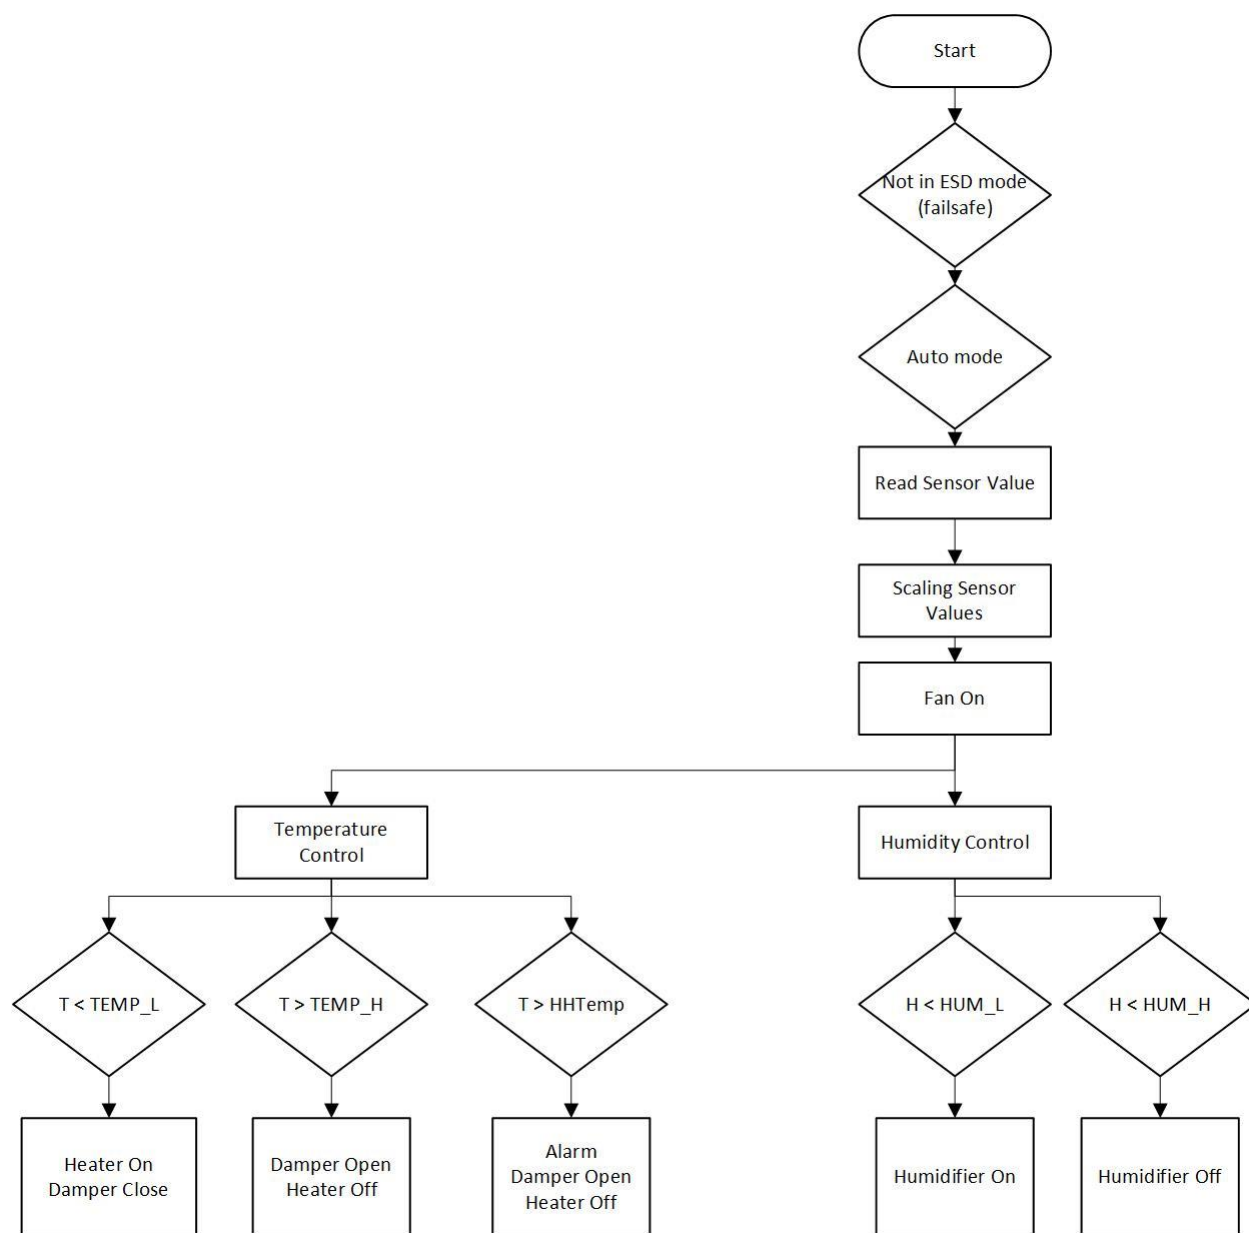 Start
Not in ESD mode
(failsafe)
Auto mode
Read Sensor Value
Scaling Sensor
Values
Fan On
Temperature
Control
Humidity Control
T < TEMP_L
T > TEMP_H
T > HHTemp
H < HUM_L
H < HUM_H
Heater On
Damper Close
Damper Open
Heater Off
Alarm
Damper Open
Heater Off
Humidifier On
Humidifier Off